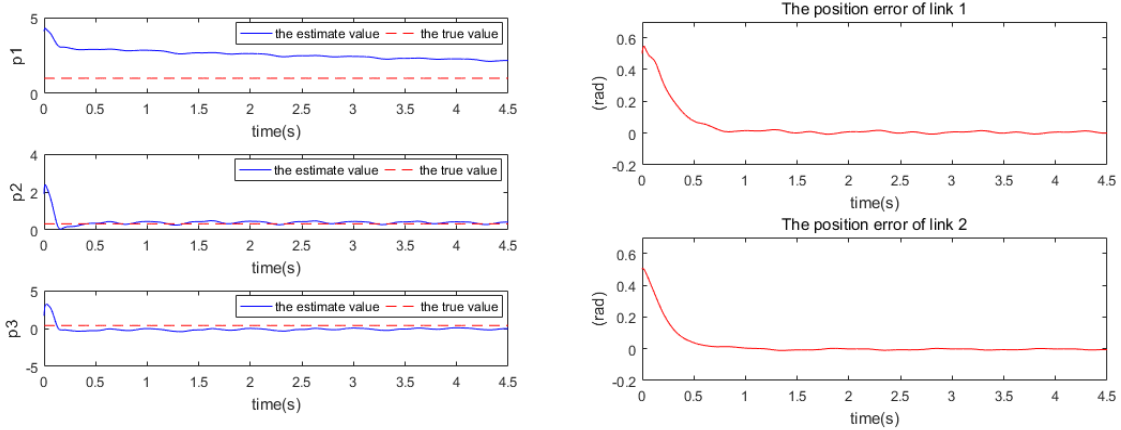 p1
5
0
the estimate value
the true value
0 0.5 1 1.5 2 2.5 3 3.5 4 4.5
time(s)
p2
4
2
0
the estimate value
the true value
0 0.5 1 1.5 2 2.5 3 3.5 4 4.5
time(s)
p3
5
0
-5
the estimate value
the true value
0 0.5 1 1.5 2 2.5 3 3.5 4 4.5
time(s)
The position error of link 1
(rad)
0.6
0.4
0.2
0
-0.2
0 0.5 1 1.5 2 2.5 3 3.5 4 4.5
time(s)
The position error of link 2
(rad)
0.6
0.4
0.2
0
-0.2
0 0.5 1 1.5 2 2.5 3 3.5 4 4.5
time(s)